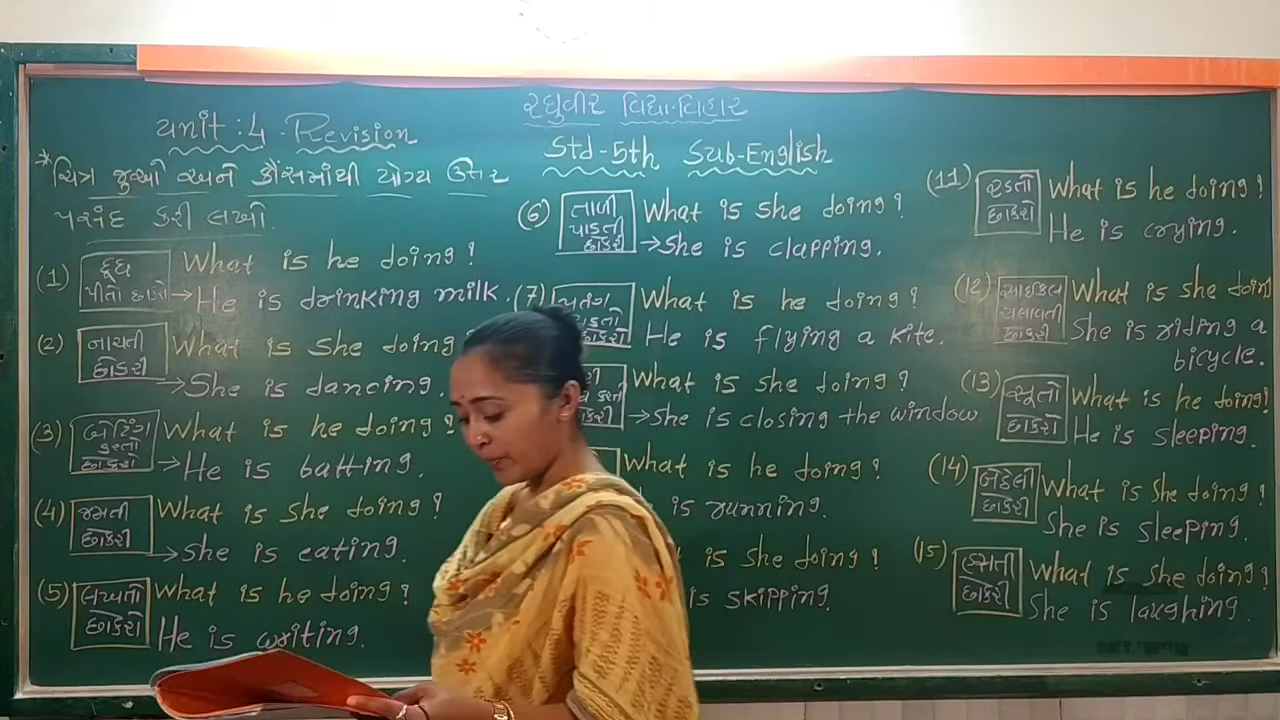 રઘુવીર વિદ્યા-વિહાર
Unit : 4 - Revision
Std-5th Sub-English
* ચિત્ર જુઓ અને કૌંસમાંથી યોગ્ય ઉત્તર
પસંદ કરી લખો.
(1) દૂધ પીતો છોકરો What is he doing?
→ He is drinking milk.
(2) નાચતી છોકરી What is she doing
→ She is dancing.
(3) બેટિંગ કરતો છોકરો What is he doing?
→ He is batting.
(4) જમતી છોકરી What is she doing?
→ she is eating.
(5) લખતો છોકરો What is he doing?
He is writing.
(6) તાળી પાડતી છોકરી What is she doing?
→ She is clapping.
(7) પતંગ છોકરો What is he doing?
He is flying a kite.
What is she doing?
→ She is closing the window.
What is he doing?
is running.
is she doing?
is skipping.
(11) રડતો છોકરો What is he doing?
He is crying.
(12) સાઇકલ ચલાવતી છોકરી What is she doin
She is riding a
bicycle.
(13) સૂતો છોકરો What is he doing?
He is sleeping.
(14) છોકરી What is she doing?
She is sleeping.
(15) હસતી છોકરી What is she doing?
She is laughing.